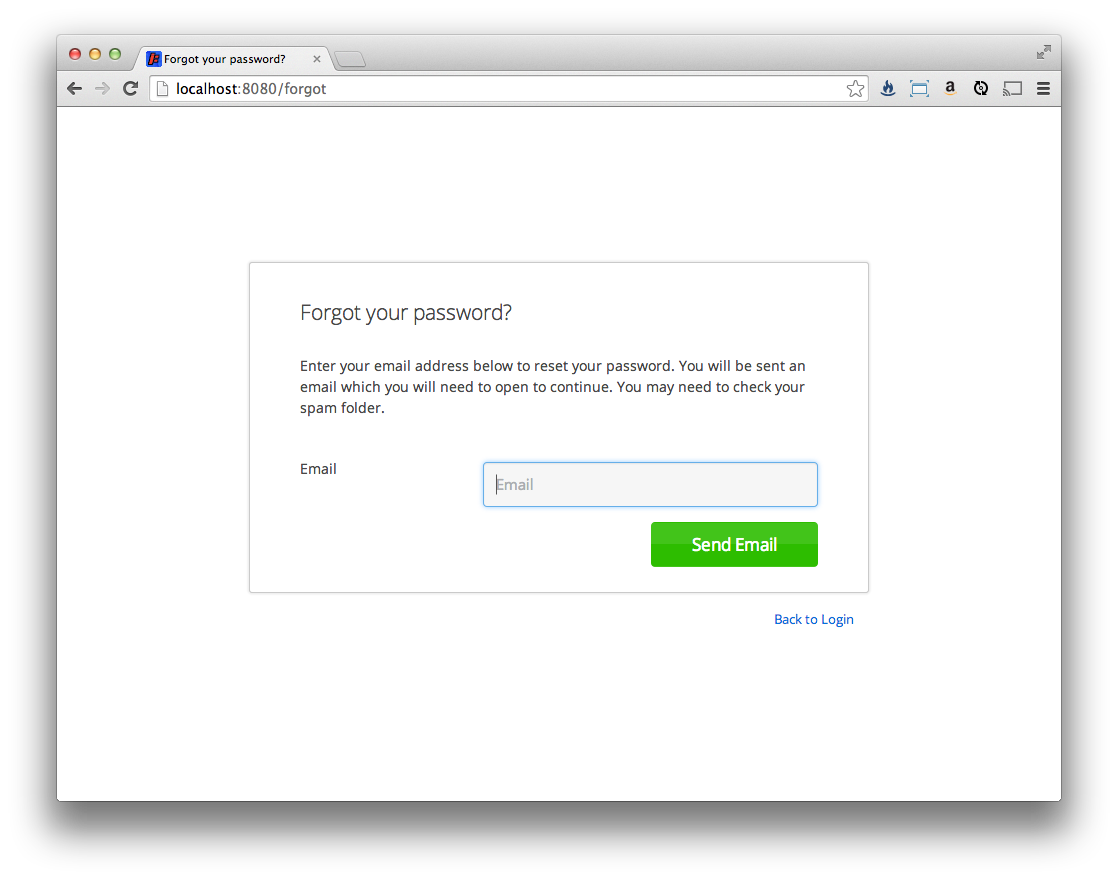 Forgot your password?
localhost:8080/forgot
a
Forgot your password?
Enter your email address below to reset your password. You will be sent an
email which you will need to open to continue. You may need to check your
spam folder.
Email
Email
Send Email
Back to Login